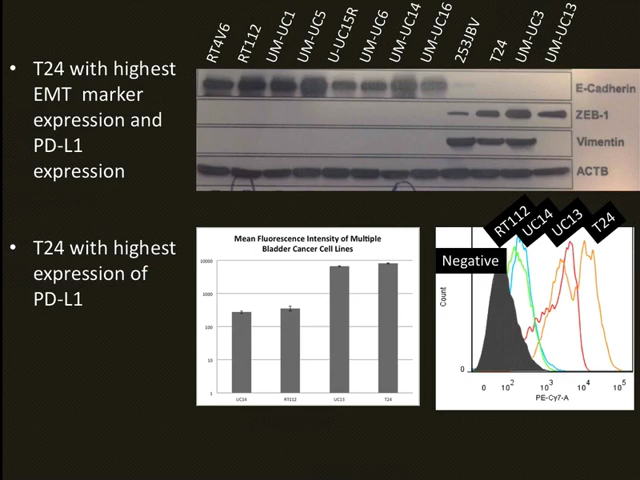 RT4V6
RT112
UM-UC1
UM-UC5
U-UC15R
UM-UC6
UM-UC14
UM-UC16
253JBV
T24
UM-UC3
UM-UC13
E-Cadherin
ZEB-1
Vimentin
ACTB
• T24 with highest
EMT marker
expression and
PD-L1
expression
• T24 with highest
expression of
PD-L1
Mean Fluorescence Intensity of Multiple
Bladder Cancer Cell Lines
10000
1000
100
10
1
UC14
RT112
UC13
T24
RT112
UC14
UC13
T24
Negative
Count
0
0 10² 10³ 10⁴ 10⁵
PE-Cy7-A